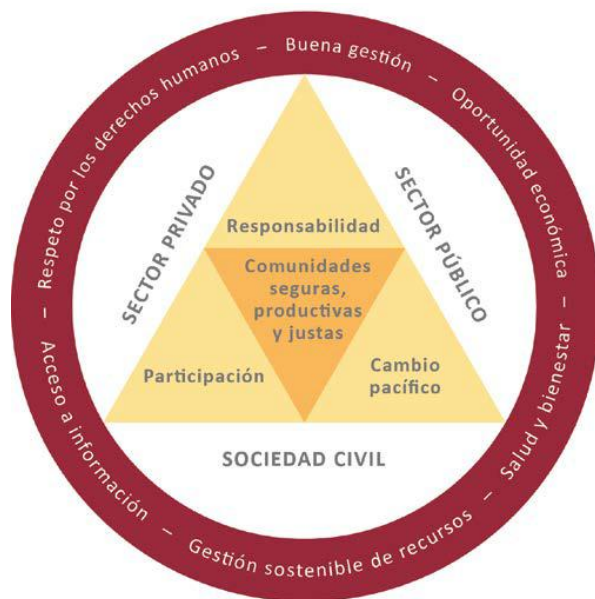 Buena gestión – Oportunidad económica – Salud y bienestar – Gestión sostenible de recursos – Acceso a información – Respeto por los derechos humanos –
SECTOR PRIVADO
SECTOR PÚBLICO
Responsabilidad
Comunidades
seguras,
productivas
y justas
Participación
Cambio
pacífico
SOCIEDAD CIVIL